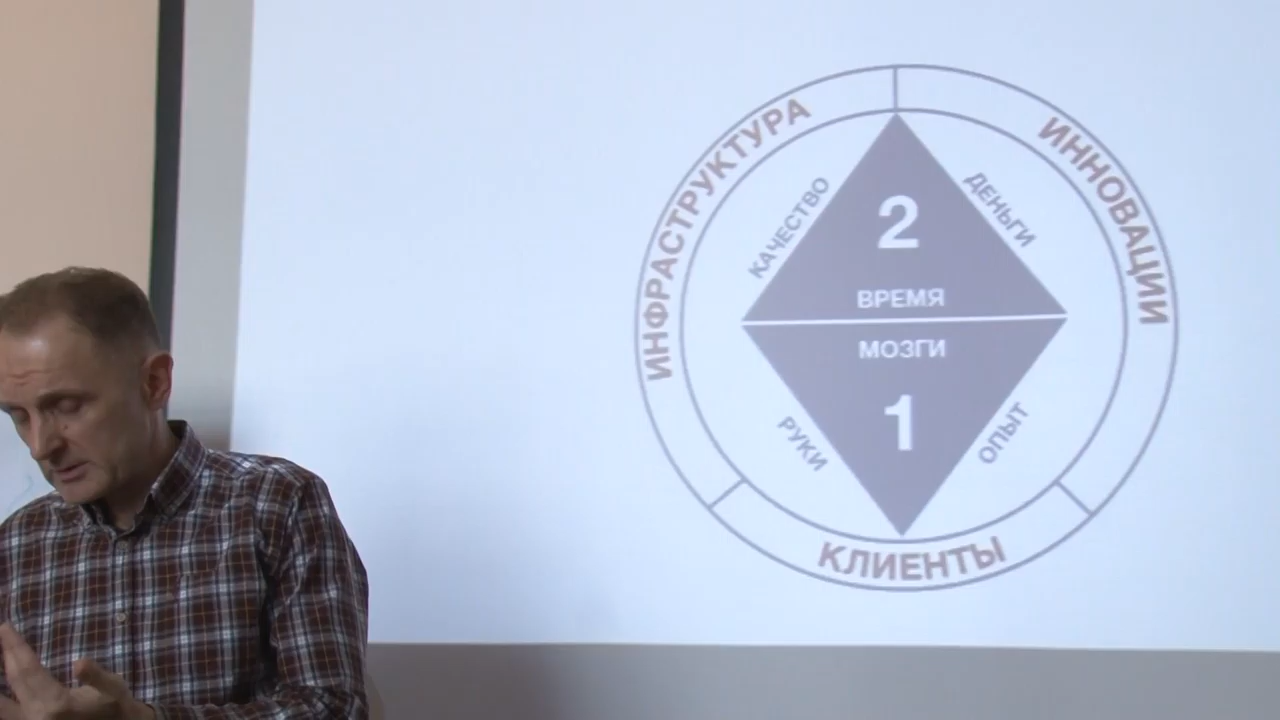 ИНФРАСТРУКТУРА
ИННОВАЦИИ
КАЧЕСТВО
ДЕНЬГИ
2
ВРЕМЯ
МОЗГИ
1
РУКИ
ОПЫТ
КЛИЕНТЫ